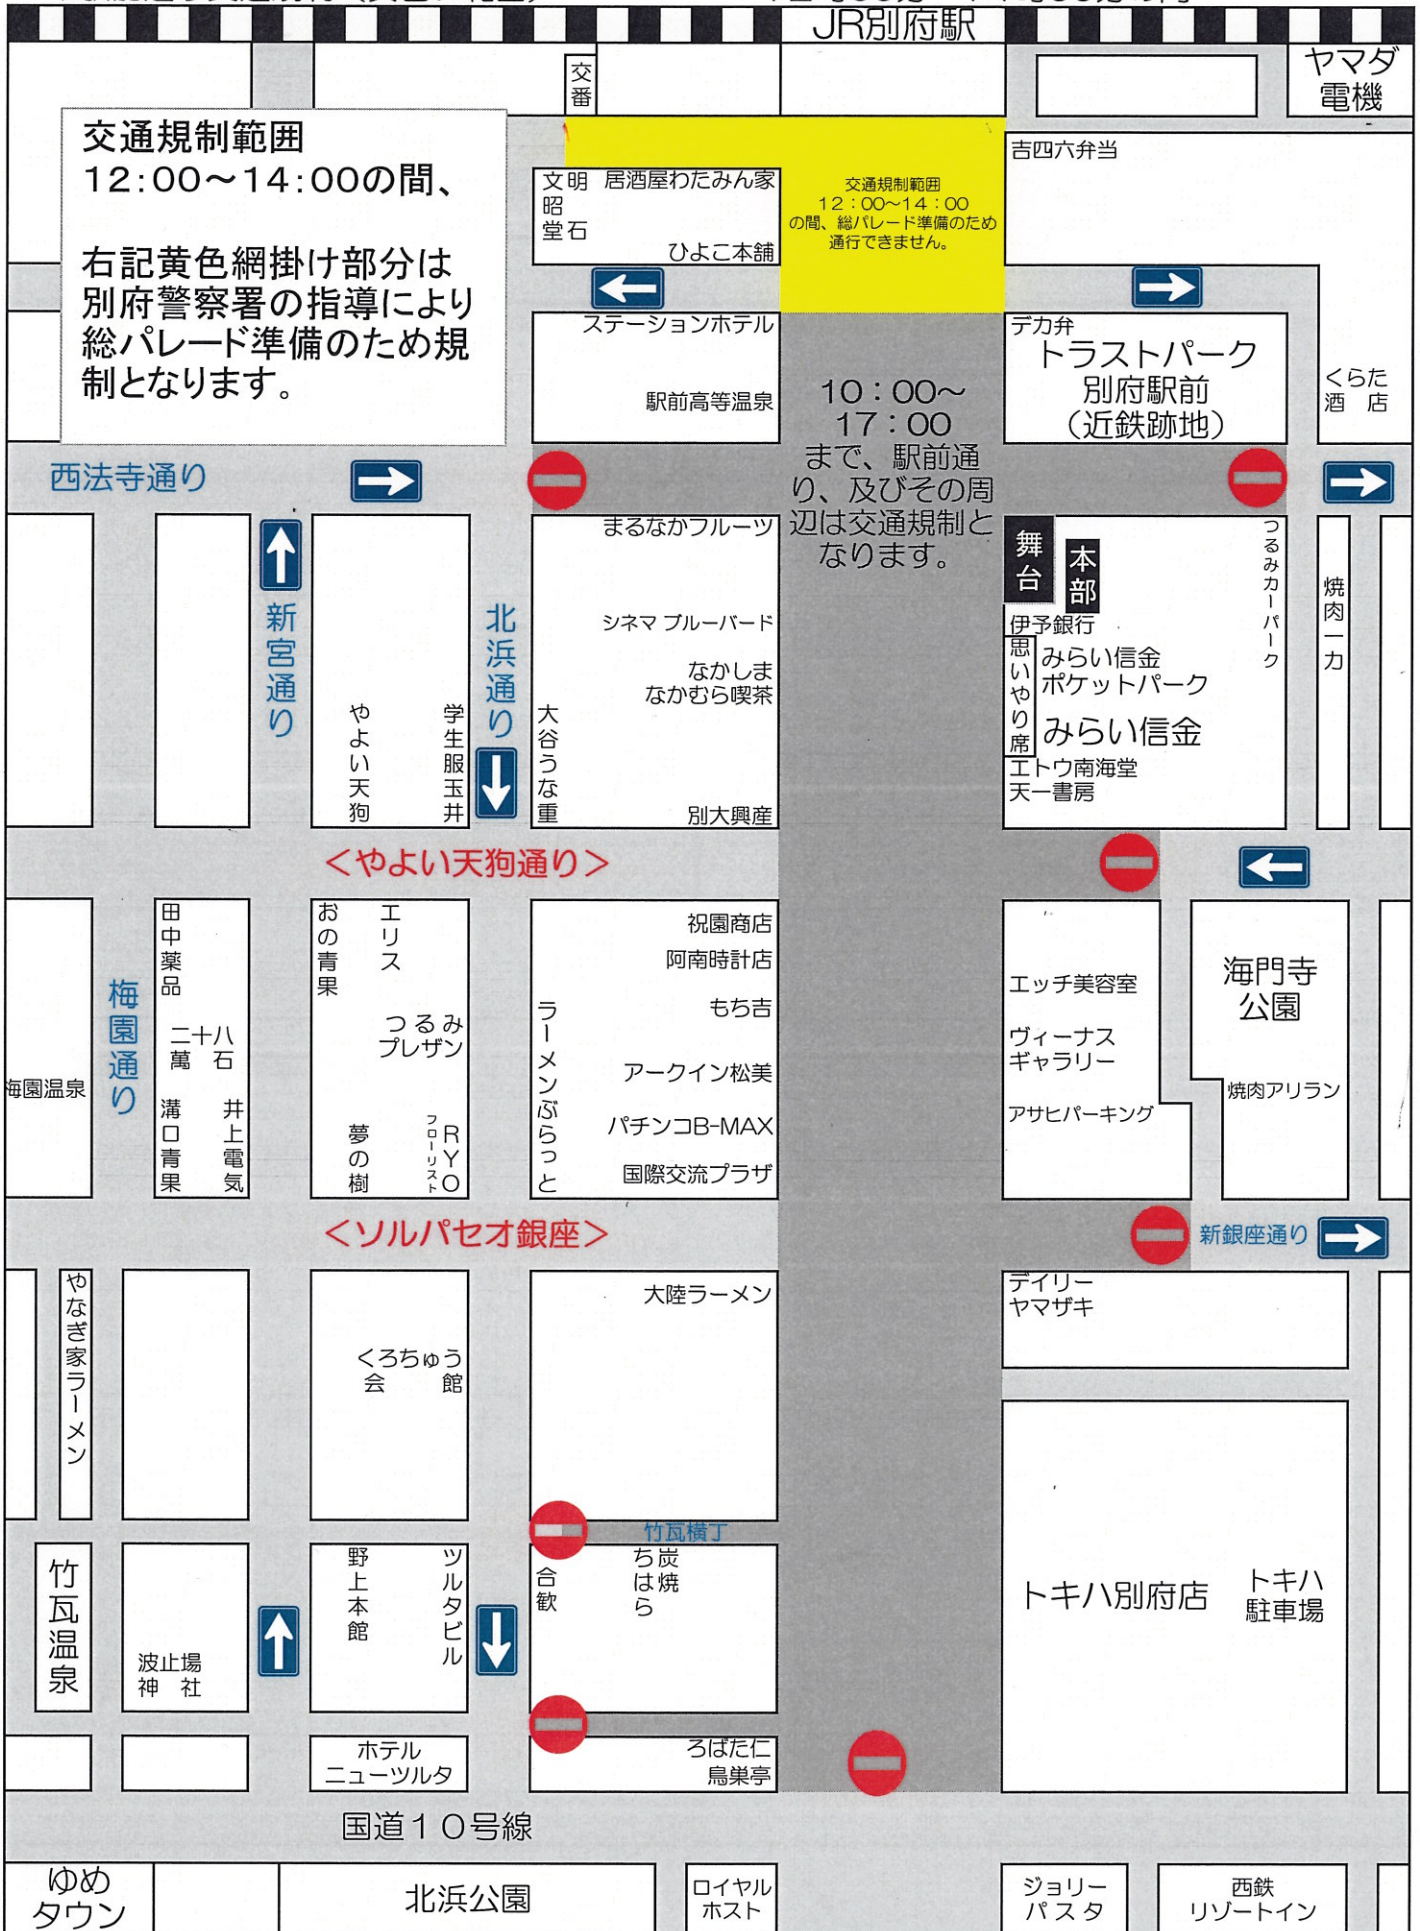 JR別府駅
交番
ヤマダ
電機
交通規制範囲
12:00～14:00の間、
右記黄色網掛け部分は
別府警察署の指導により
総パレード準備のため規
制となります。
文昭堂
明石
居酒屋わたみん家
ひよこ本舗
交通規制範囲
12：00～14：00
の間、総パレード準備のため
通行できません。
吉四六弁当
ステーションホテル
駅前高等温泉
10：00～
17：00
まで、駅前通
り、及びその周
辺は交通規制と
なります。
デカ弁
トラストパーク
別府駅前
（近鉄跡地）
くらた
酒店
西法寺通り
新宮通り
やよい天狗
学生服玉井
北浜通り
まるなかフルーツ
シネマ ブルーバード
なかしま
なかむら喫茶
大谷うな重
別大興産
舞台
本部
伊予銀行
思いやり席
みらい信金
ポケットパーク
みらい信金
エトウ南海堂
天一書房
つるみカーパーク
焼肉一力
＜やよい天狗通り＞
梅園温泉
梅園通り
田中薬品
二十八
萬石
溝口青果
井上電気
おの青果
エリス
つるみ
プレザン
夢の樹
フローリスト
RYO
ラーメンぶらっと
祝園商店
阿南時計店
もち吉
アークイン松美
パチンコB-MAX
国際交流プラザ
エッチ美容室
ヴィーナス
ギャラリー
アサヒパーキング
海門寺
公園
焼肉アリラン
＜ソルパセオ銀座＞
新銀座通り
やなぎ家ラーメン
くろちゅう
会館
大陸ラーメン
デイリー
ヤマザキ
竹瓦横丁
竹瓦温泉
波止場
神社
野上本館
ツルタビル
合歓
炭焼
ちはら
トキハ別府店
トキハ
駐車場
ホテル
ニューツルタ
ろばた仁
鳥巣亭
国道10号線
ゆめ
タウン
北浜公園
ロイヤル
ホスト
ジョリー
パスタ
西鉄
リゾートイン